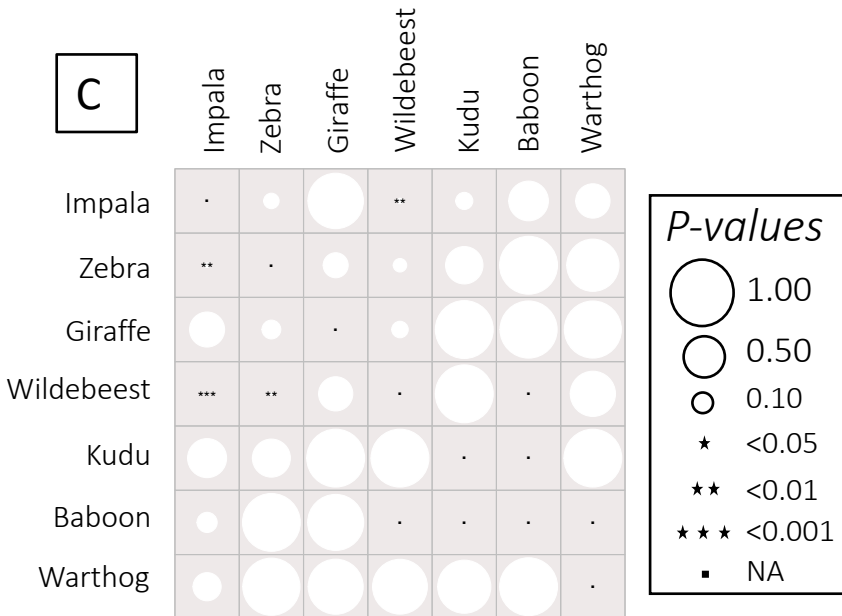 C
Impala Zebra Giraffe Wildebeest Kudu Baboon Warthog
Impala **
Zebra **
Giraffe
Wildebeest *** **
Kudu
Baboon
Warthog
P-values
1.00
0.50
0.10
★ <0.05
★★ <0.01
★★★ <0.001
▪ NA